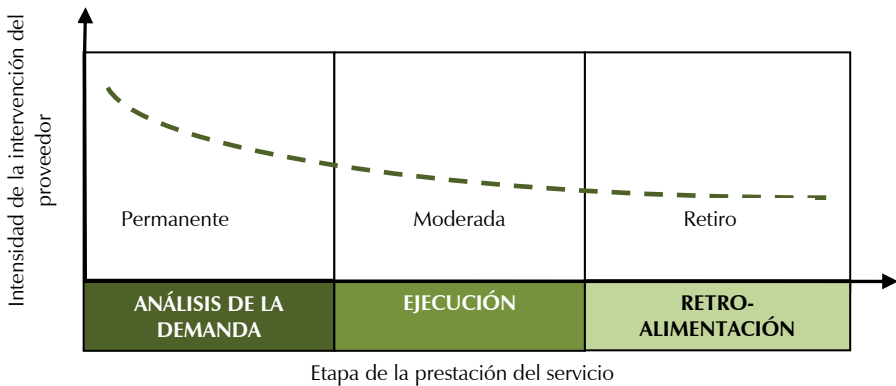 Intensidad de la intervención del
proveedor
Permanente
Moderada
Retiro
ANÁLISIS DE LA
DEMANDA
EJECUCIÓN
RETRO-
ALIMENTACIÓN
Etapa de la prestación del servicio